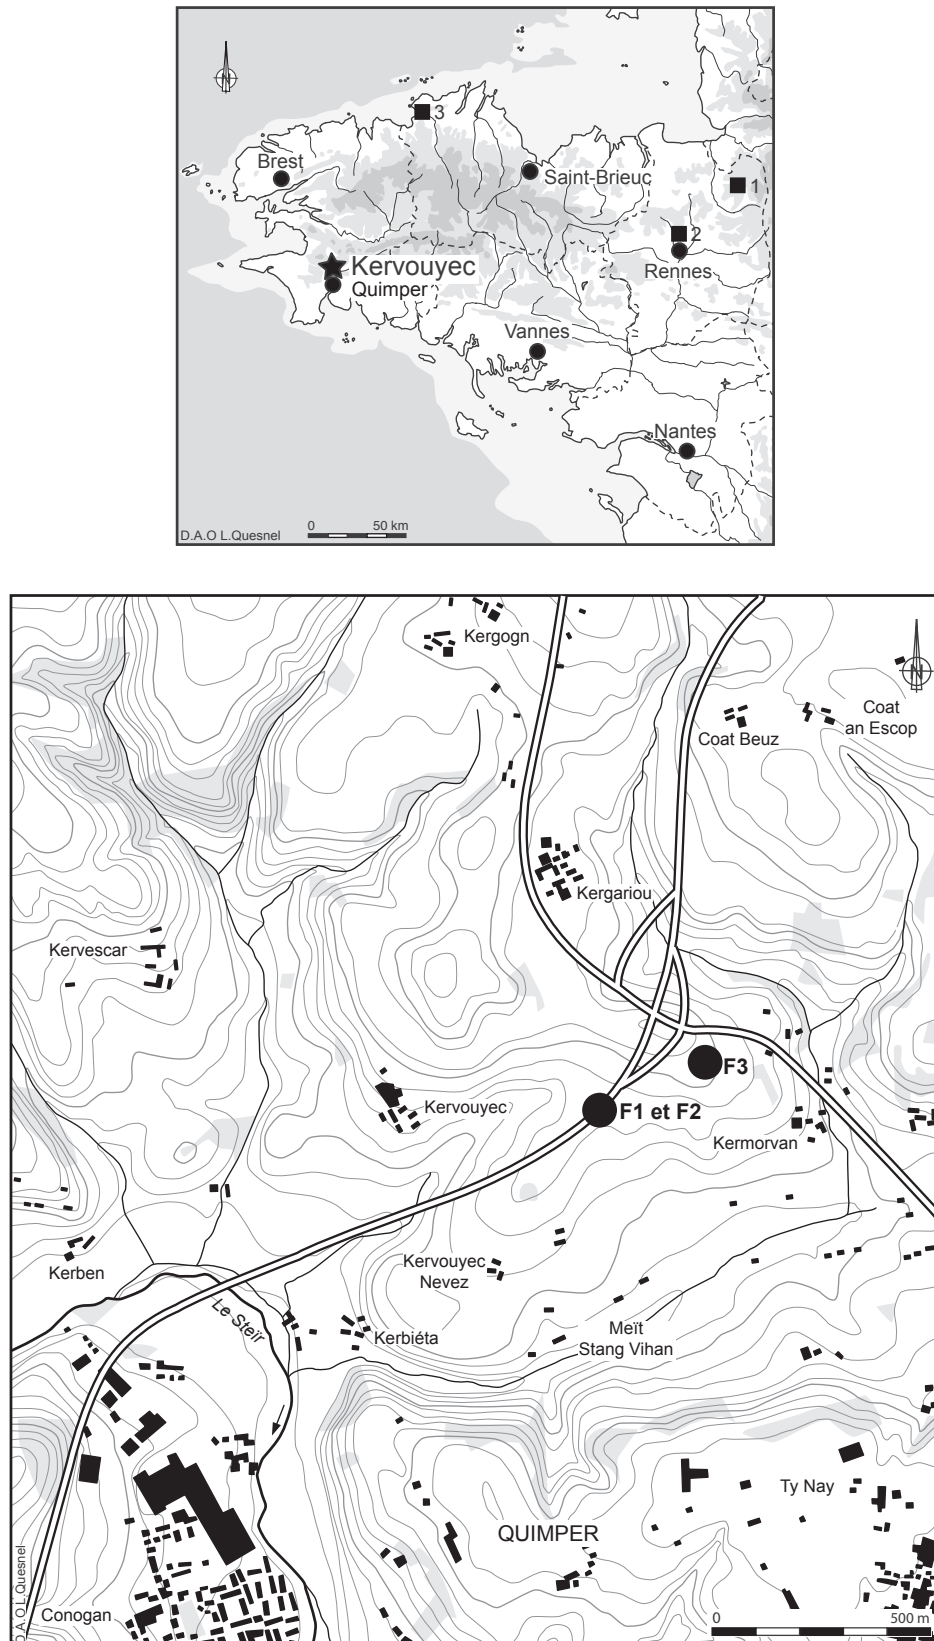 N
3
Brest
Saint-Brieuc
1
2
Rennes
Kervouyec
Quimper
Vannes
Nantes
0 50 km
D.A.O L.Quesnel
Kergogn
N
Coat
an Escop
Coat Beuz
Kergariou
Kervescar
F3
Kervouyec
F1 et F2
Kermorvan
Kervouyec
Nevez
Kerben
Le Steïr
Kerbiéta
Meït
Stang Vihan
Ty Nay
QUIMPER
Conogan
0 500 m
D.A.O L.Quesnel